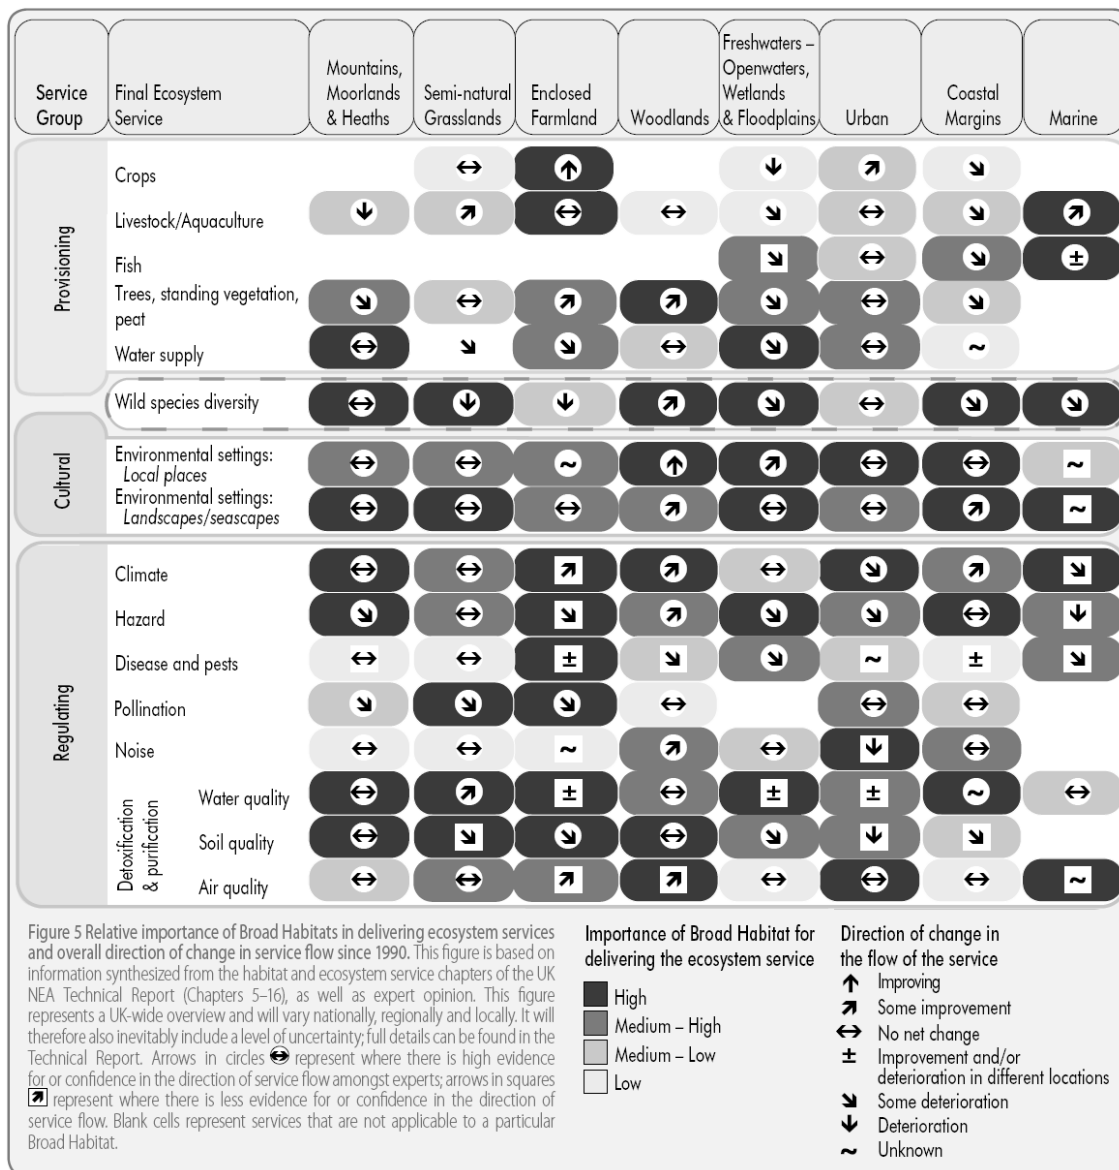 Service Group
Final Ecosystem Service
Mountains, Moorlands & Heaths
Semi-natural Grasslands
Enclosed Farmland
Woodlands
Freshwaters – Openwaters, Wetlands & Floodplains
Urban
Coastal Margins
Marine
Provisioning
Crops
Livestock/Aquaculture
Fish
Trees, standing vegetation,
peat
Water supply
Wild species diversity
Cultural
Environmental settings:
Local places
Environmental settings:
Landscapes/seascapes
Regulating
Climate
Hazard
Disease and pests
Pollination
Noise
Detoxification
& purification
Water quality
Soil quality
Air quality
Figure 5 Relative importance of Broad Habitats in delivering ecosystem services
and overall direction of change in service flow since 1990. This figure is based on
information synthesized from the habitat and ecosystem service chapters of the UK
NEA Technical Report (Chapters 5–16), as well as expert opinion. This figure
represents a UK-wide overview and will vary nationally, regionally and locally. It will
therefore also inevitably include a level of uncertainty; full details can be found in the
Technical Report. Arrows in circles ↔ represent where there is high evidence
for or confidence in the direction of service flow amongst experts; arrows in squares
↗ represent where there is less evidence for or confidence in the direction of
service flow. Blank cells represent services that are not applicable to a particular
Broad Habitat.
Importance of Broad Habitat for
delivering the ecosystem service
High
Medium – High
Medium – Low
Low
Direction of change in
the flow of the service
↑ Improving
↗ Some improvement
↔ No net change
± Improvement and/or
deterioration in different locations
↘ Some deterioration
↓ Deterioration
~ Unknown